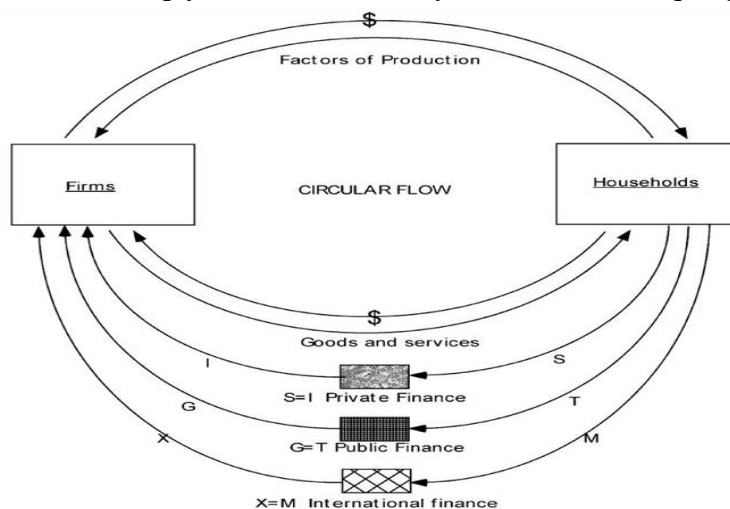 $
Factors of Production
Firms
CIRCULAR FLOW
Households
$
Goods and services
I
S
S=I Private Finance
G
T
G=T Public Finance
X
M
X=M International finance